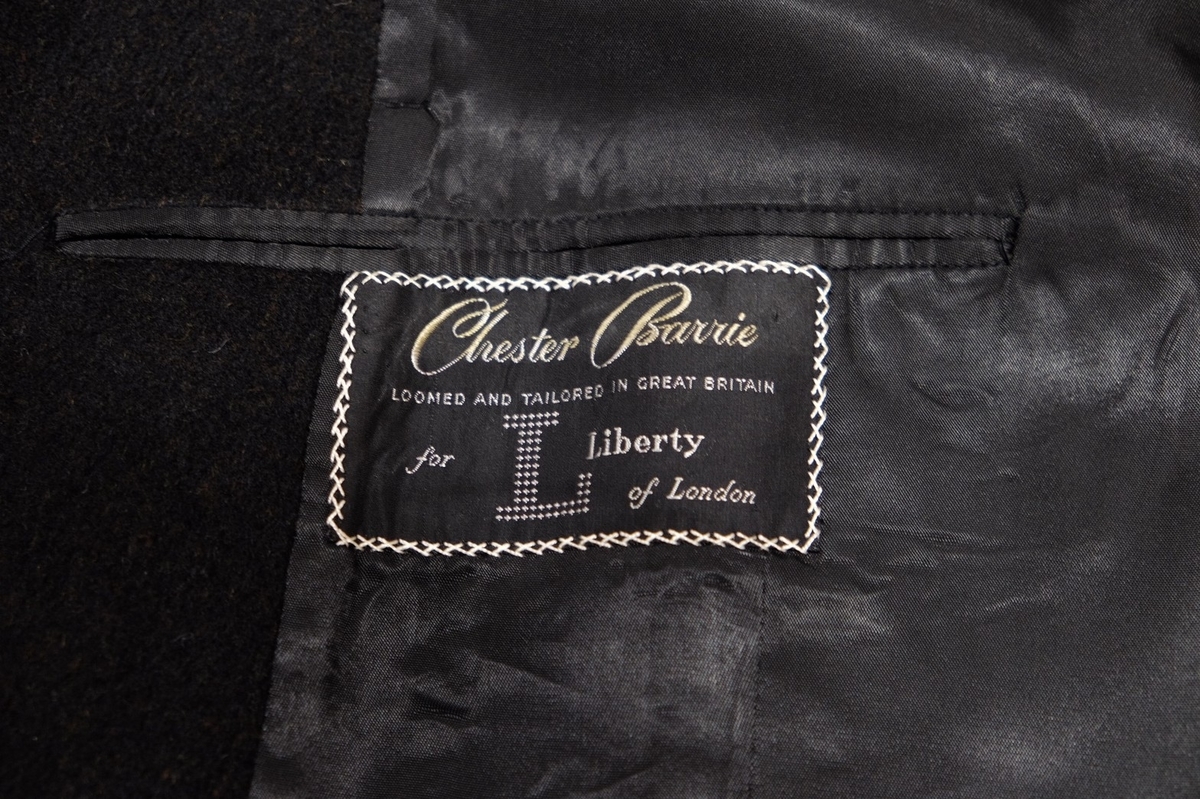 Chester Barrie
LOOMED AND TAILORED IN GREAT BRITAIN
for L Liberty
of London